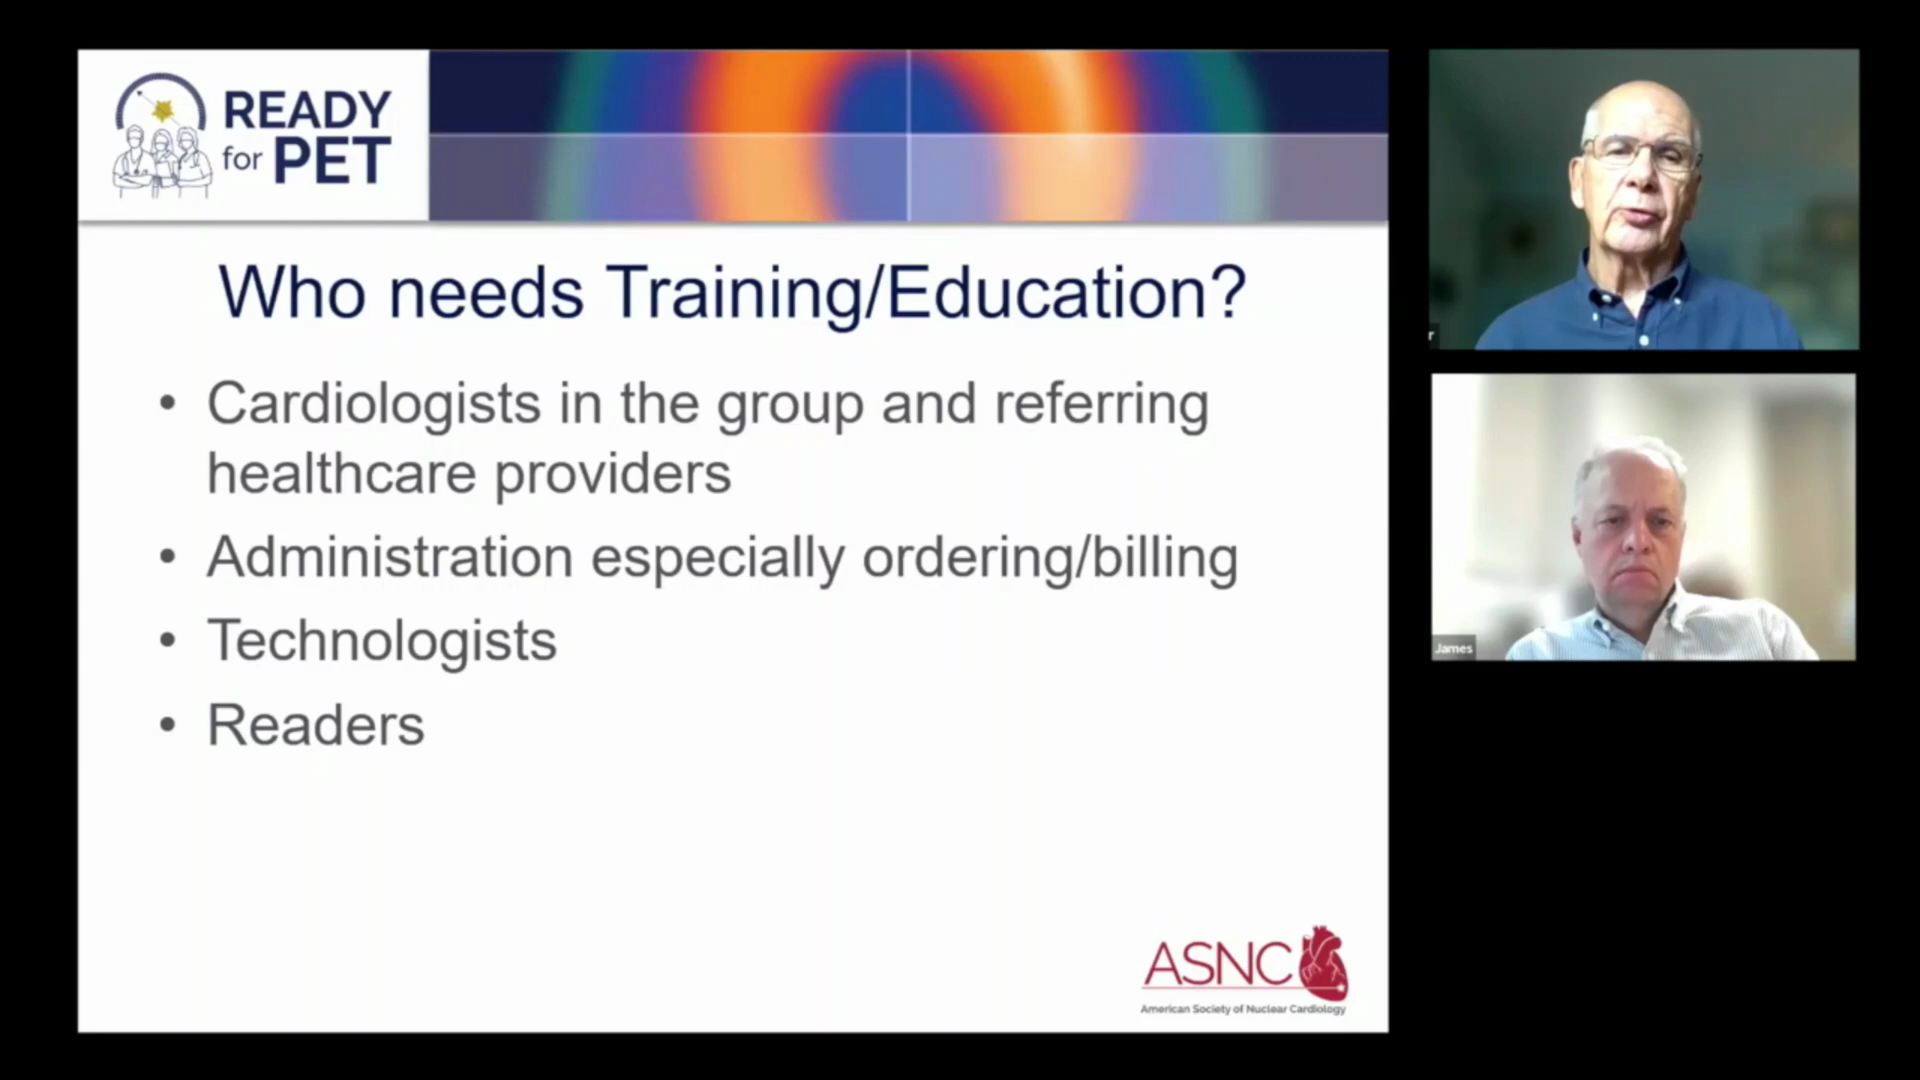 READY
for PET
Who needs Training/Education?
• Cardiologists in the group and referring
healthcare providers
• Administration especially ordering/billing
• Technologists
• Readers
ASNC
American Society of Nuclear Cardiology
r
James